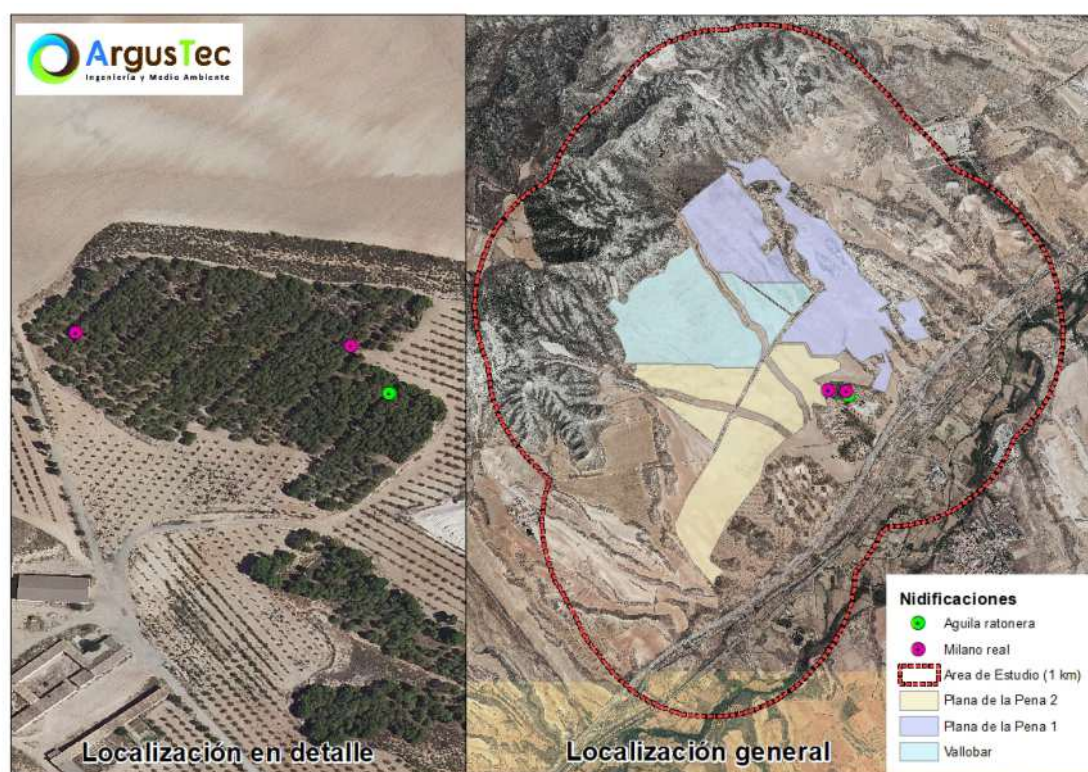 ArgusTec
Ingeniería y Medio Ambiente
Localización en detalle
Localización general
Nidificaciones
Aguila ratonera
Milano real
Area de Estudio (1 km)
Plana de la Pena 2
Plana de la Pena 1
Vallobar